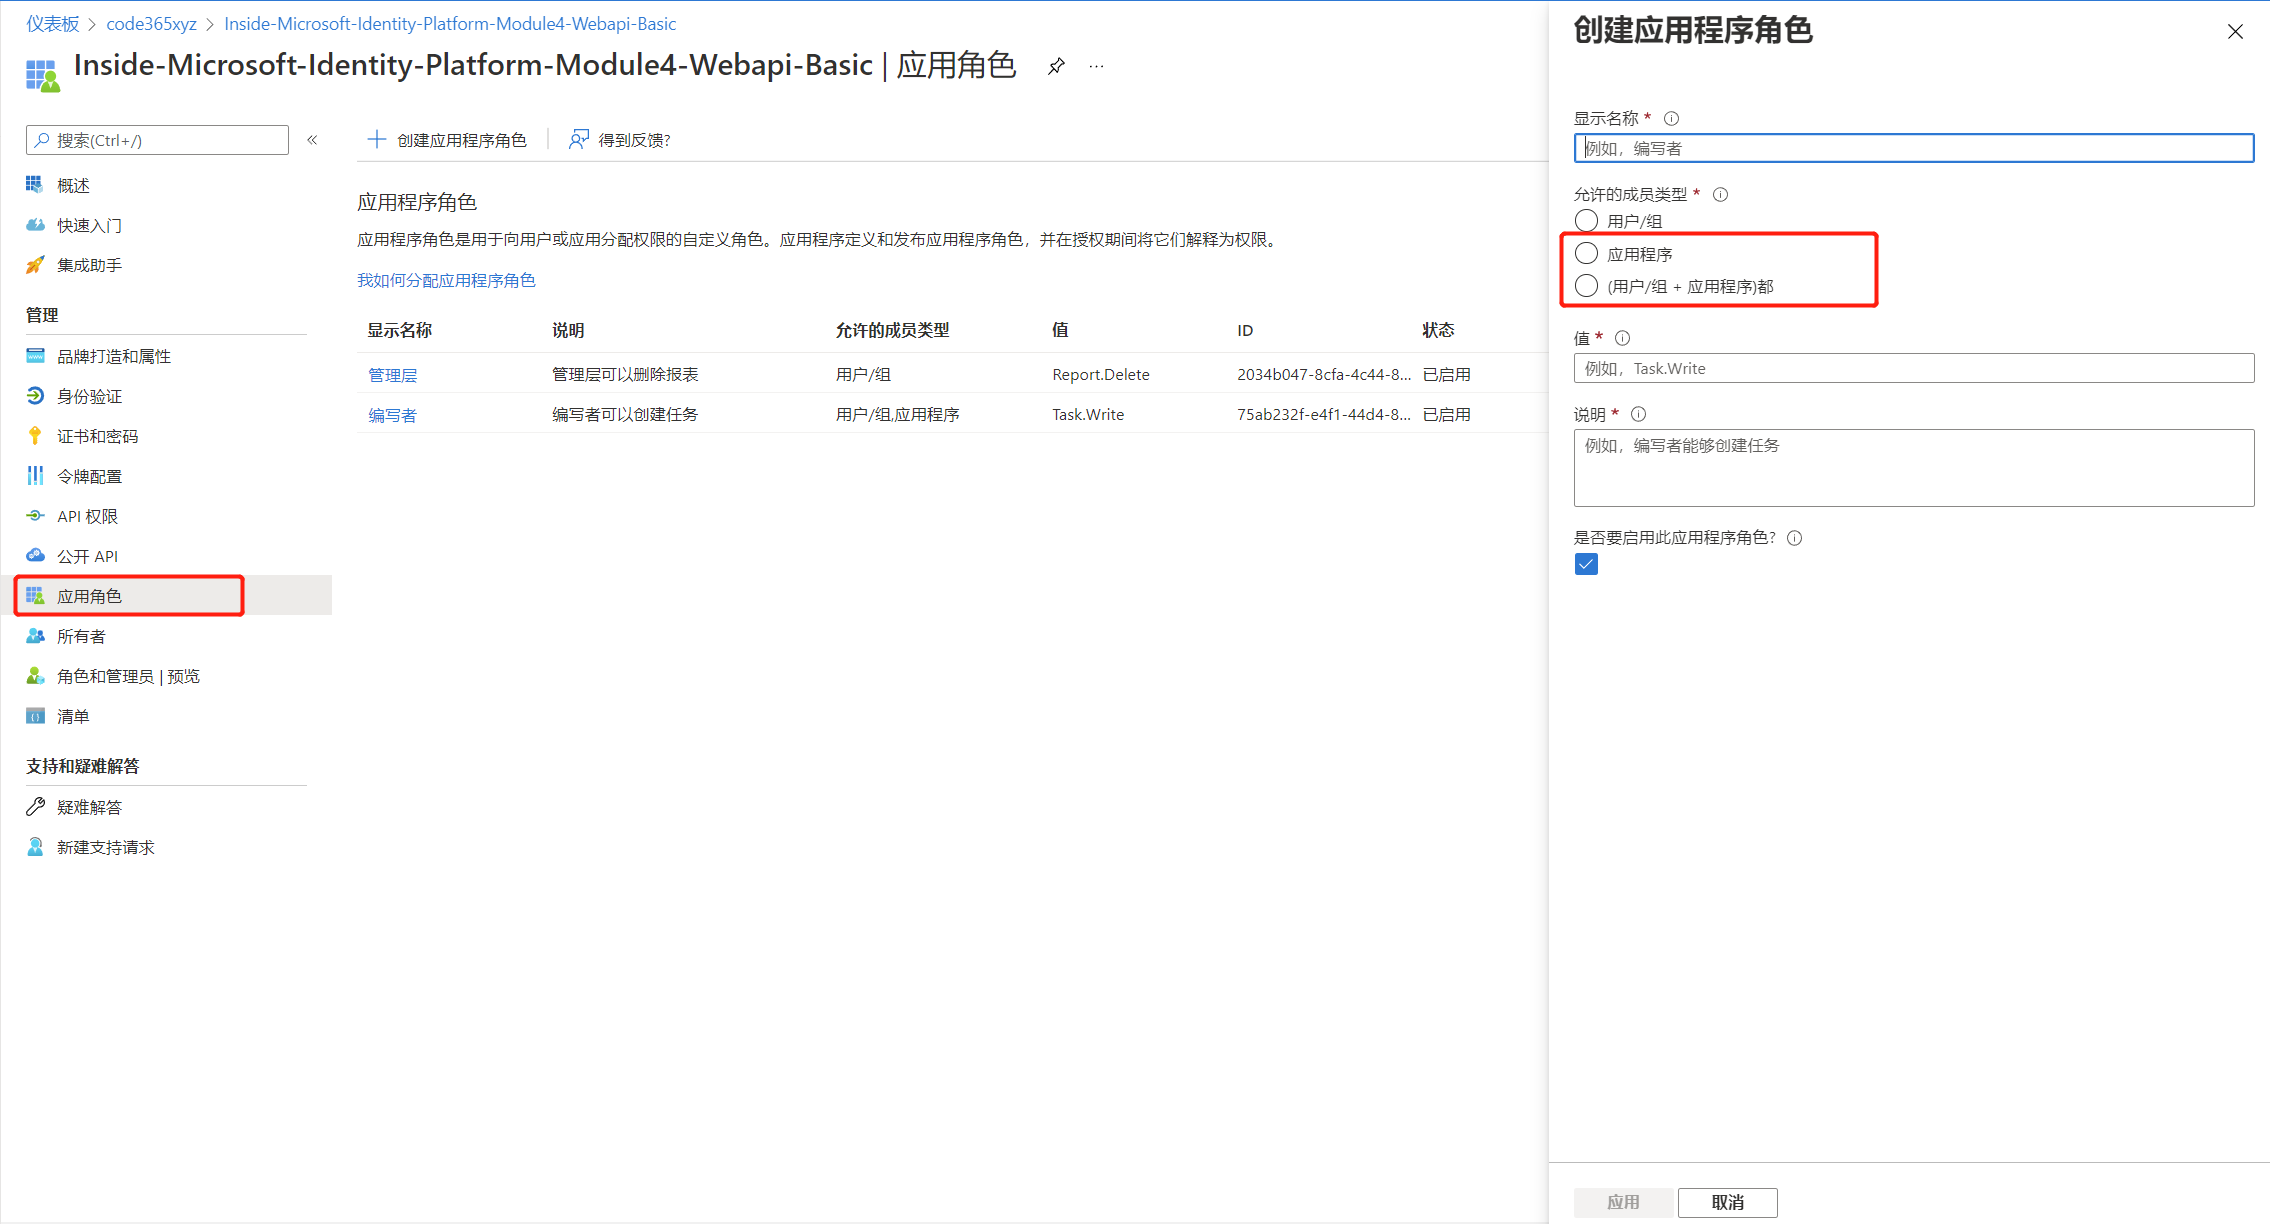 仪表板 > code365xyz > Inside-Microsoft-Identity-Platform-Module4-Webapi-Basic
Inside-Microsoft-Identity-Platform-Module4-Webapi-Basic | 应用角色
搜索(Ctrl+/)
概述
快速入门
集成助手
管理
品牌打造和属性
身份验证
证书和密码
令牌配置
API 权限
公开 API
应用角色
所有者
角色和管理员 | 预览
清单
支持和疑难解答
疑难解答
新建支持请求
创建应用程序角色 得到反馈?
应用程序角色
应用程序角色是用于向用户或应用分配权限的自定义角色。应用程序定义和发布应用程序角色，并在授权期间将它们解释为权限。
我如何分配应用程序角色
显示名称 说明 允许的成员类型 值 ID 状态
管理层 管理层可以删除报表 用户/组 Report.Delete 2034b047-8cfa-4c44-8... 已启用
编写者 编写者可以创建任务 用户/组,应用程序 Task.Write 75ab232f-e4f1-44d4-8... 已启用
创建应用程序角色
显示名称 *
例如，编写者
允许的成员类型 *
用户/组
应用程序
(用户/组 + 应用程序)都
值 *
例如，Task.Write
说明 *
例如，编写者能够创建任务
是否要启用此应用程序角色?
应用 取消